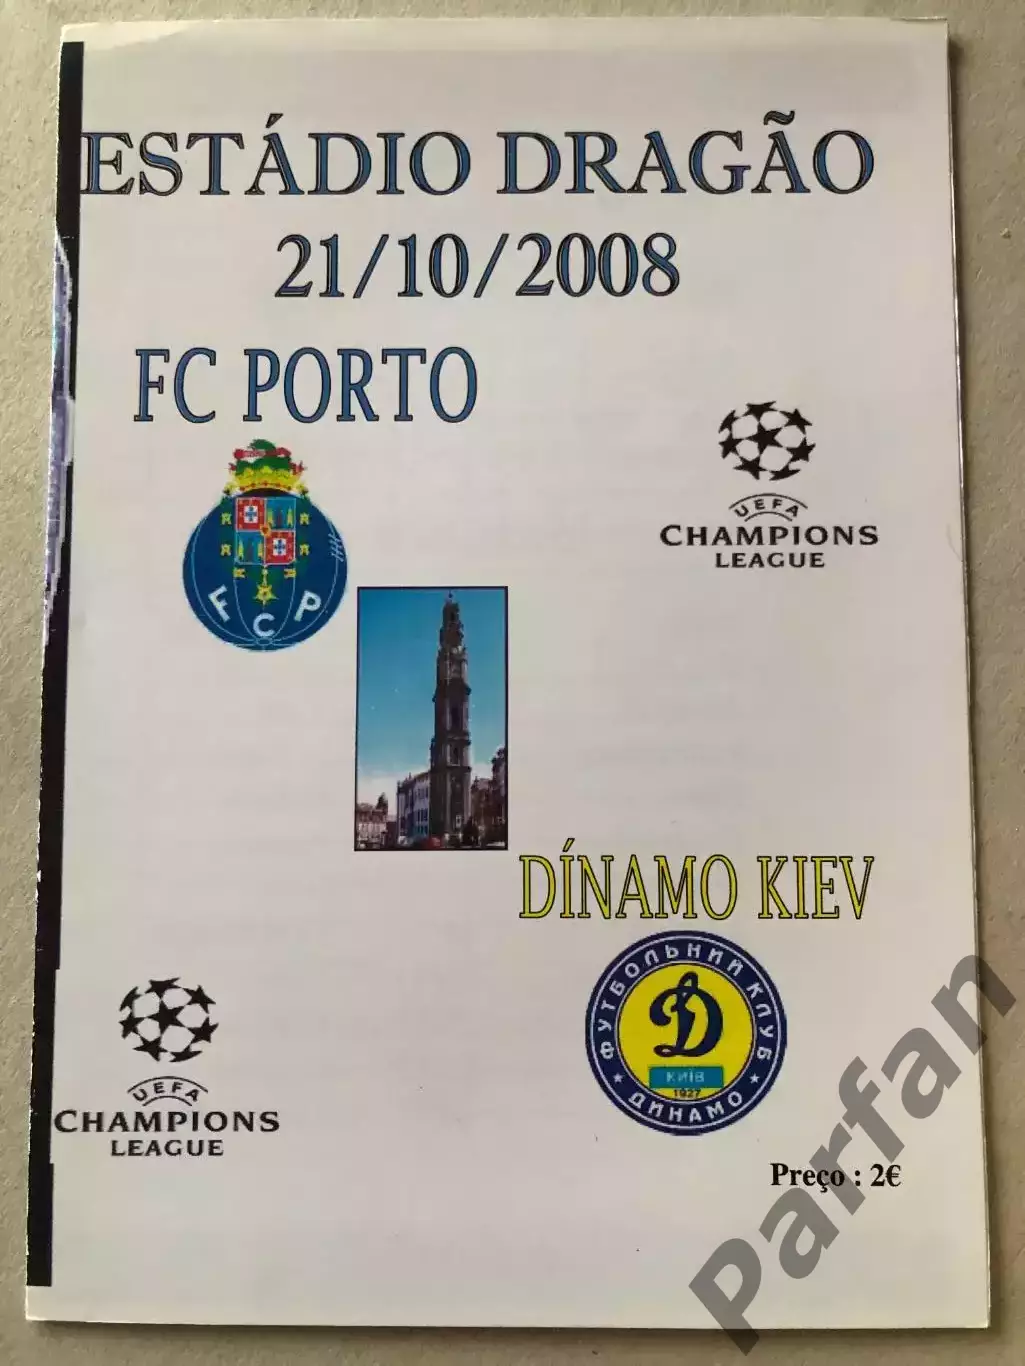 ESTÁDIO DRAGÃO
21/10/2008
FC PORTO
FCP
UEFA
CHAMPIONS
LEAGUE
DÍNAMO KIEV
ФУТБОЛЬНИЙ КЛУБ
Д
КИЇВ
1927
ДИНАМО
UEFA
CHAMPIONS
LEAGUE
Preço : 2€
Parfan